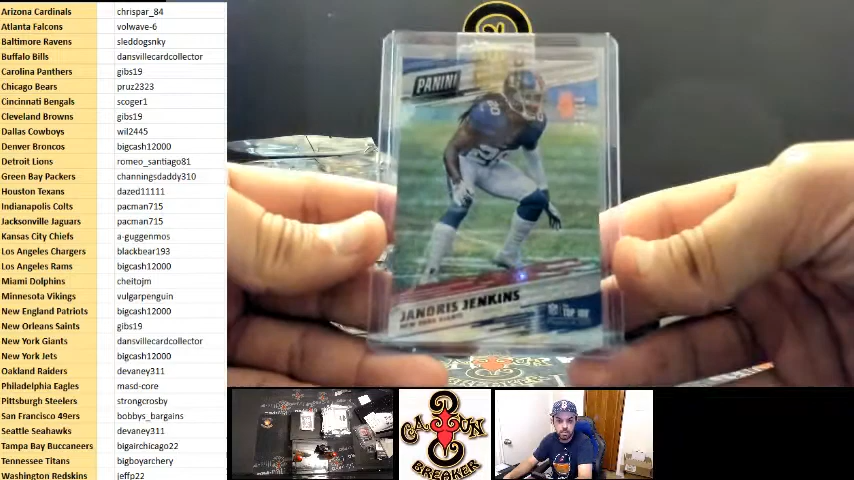 Arizona Cardinals chrispar_84
Atlanta Falcons volwave-6
Baltimore Ravens sleddogsnky
Buffalo Bills dansvillecardcollector
Carolina Panthers gibs19
Chicago Bears pruz2323
Cincinnati Bengals scoger1
Cleveland Browns gibs19
Dallas Cowboys wil2445
Denver Broncos bigcash12000
Detroit Lions romeo_santiago81
Green Bay Packers channingsdaddy310
Houston Texans dazed11111
Indianapolis Colts pacman715
Jacksonville Jaguars pacman715
Kansas City Chiefs a-guggenmos
Los Angeles Chargers blackbear193
Los Angeles Rams bigcash12000
Miami Dolphins cheitojm
Minnesota Vikings vulgarpenguin
New England Patriots bigcash12000
New Orleans Saints gibs19
New York Giants dansvillecardcollector
New York Jets bigcash12000
Oakland Raiders devaney311
Philadelphia Eagles masd-core
Pittsburgh Steelers strongcrosby
San Francisco 49ers bobbys_bargains
Seattle Seahawks devaney311
Tampa Bay Buccaneers bigairchicago22
Tennessee Titans bigboyarchery
Washington Redskins jeffp22
PANINI
JANORIS JENKINS
NEW YORK GIANTS
CAJUN
BREAKER